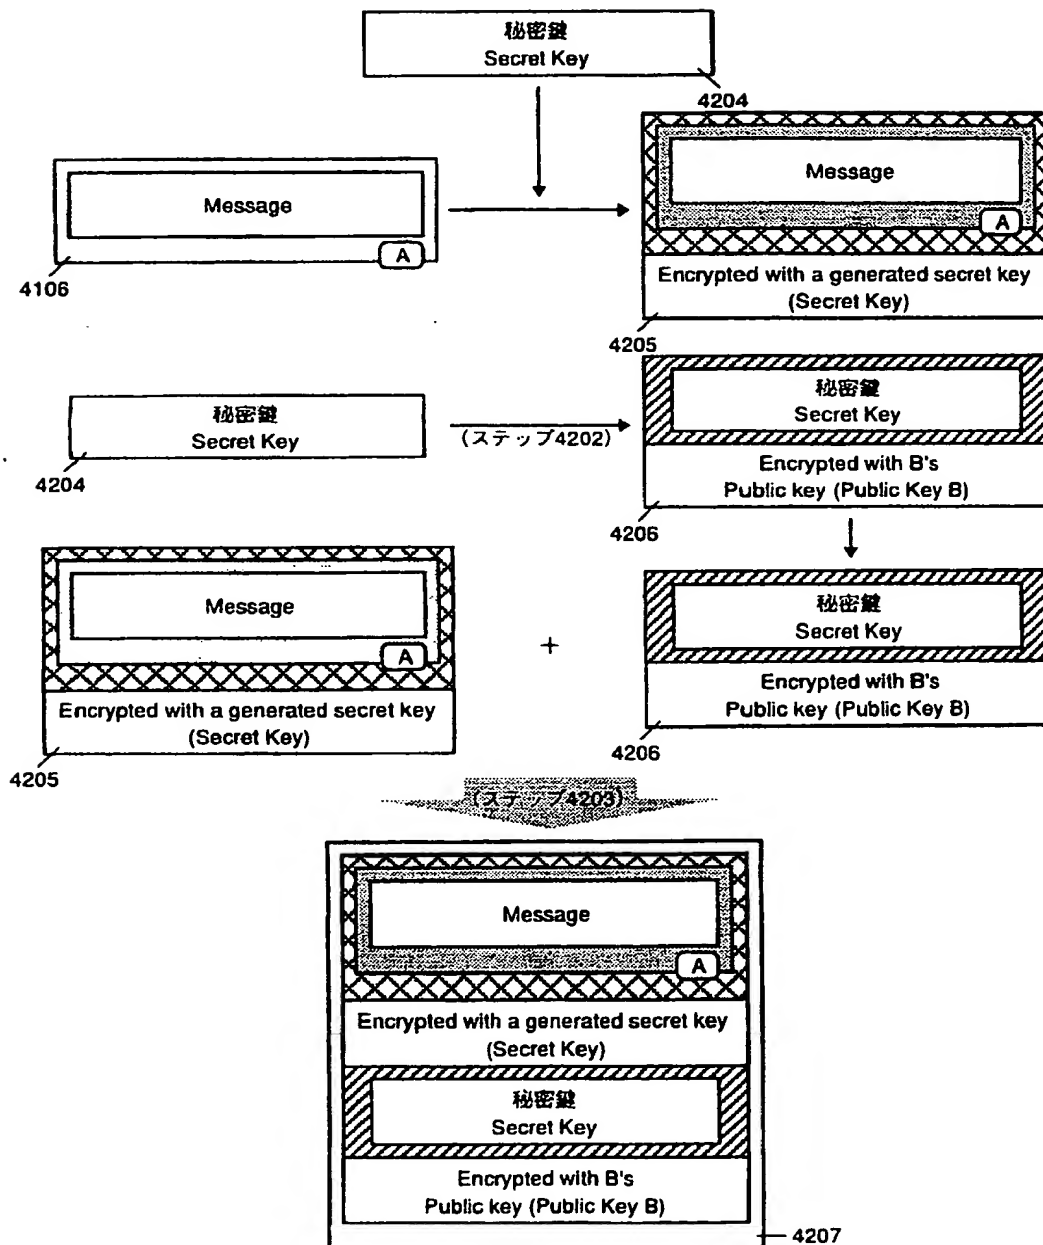 秘密鍵
Secret Key
4204
Message
A
4106
Message
A
Encrypted with a generated secret key
(Secret Key)
4205
秘密鍵
Secret Key
4204
(ステップ4202)
秘密鍵
Secret Key
Encrypted with B's
Public key (Public Key B)
4206
Message
A
Encrypted with a generated secret key
(Secret Key)
4205
+
秘密鍵
Secret Key
Encrypted with B's
Public key (Public Key B)
4206
(ステップ4203)
Message
A
Encrypted with a generated secret key
(Secret Key)
秘密鍵
Secret Key
Encrypted with B's
Public key (Public Key B)
4207